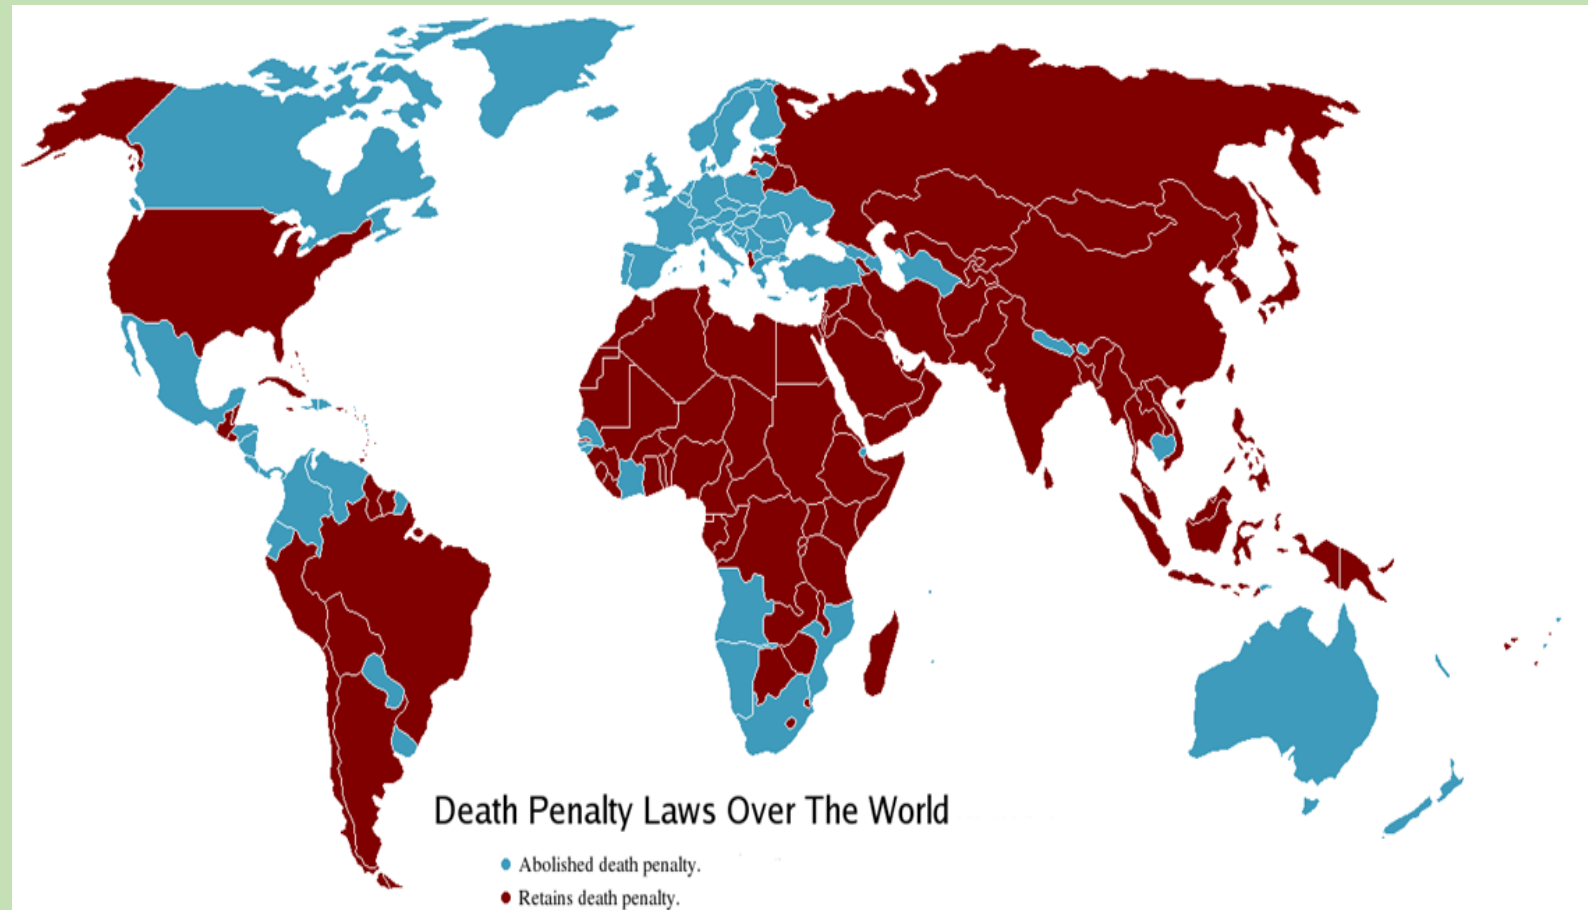 Death Penalty Laws Over The World
Abolished death penalty.
Retains death penalty.